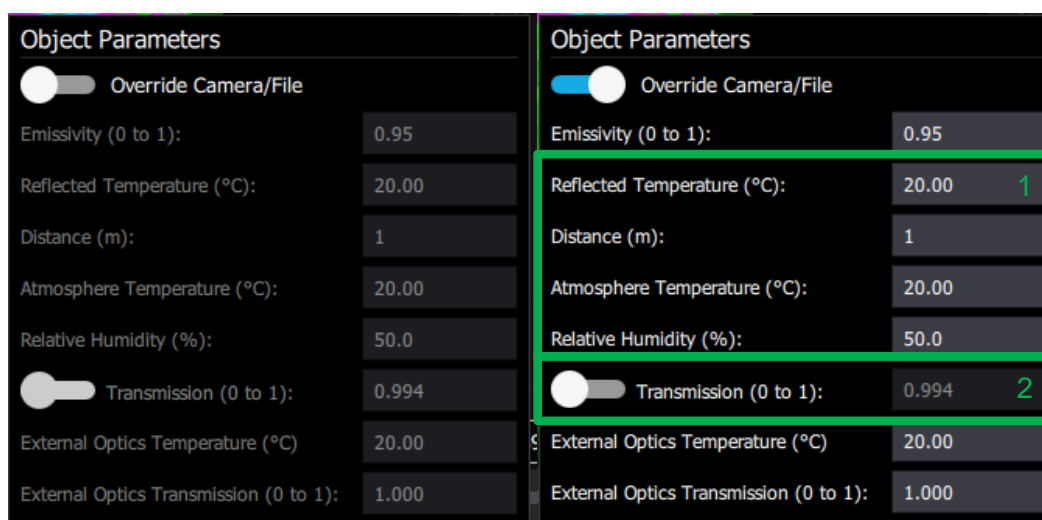 Object Parameters
Override Camera/File
Emissivity (0 to 1): 0.95
Reflected Temperature (°C): 20.00
Distance (m): 1
Atmosphere Temperature (°C): 20.00
Relative Humidity (%): 50.0
Transmission (0 to 1): 0.994
External Optics Temperature (°C) 20.00
External Optics Transmission (0 to 1): 1.000
Object Parameters
Override Camera/File
Emissivity (0 to 1): 0.95
Reflected Temperature (°C): 20.00 1
Distance (m): 1
Atmosphere Temperature (°C): 20.00
Relative Humidity (%): 50.0
Transmission (0 to 1): 0.994 2
External Optics Temperature (°C) 20.00
External Optics Transmission (0 to 1): 1.000